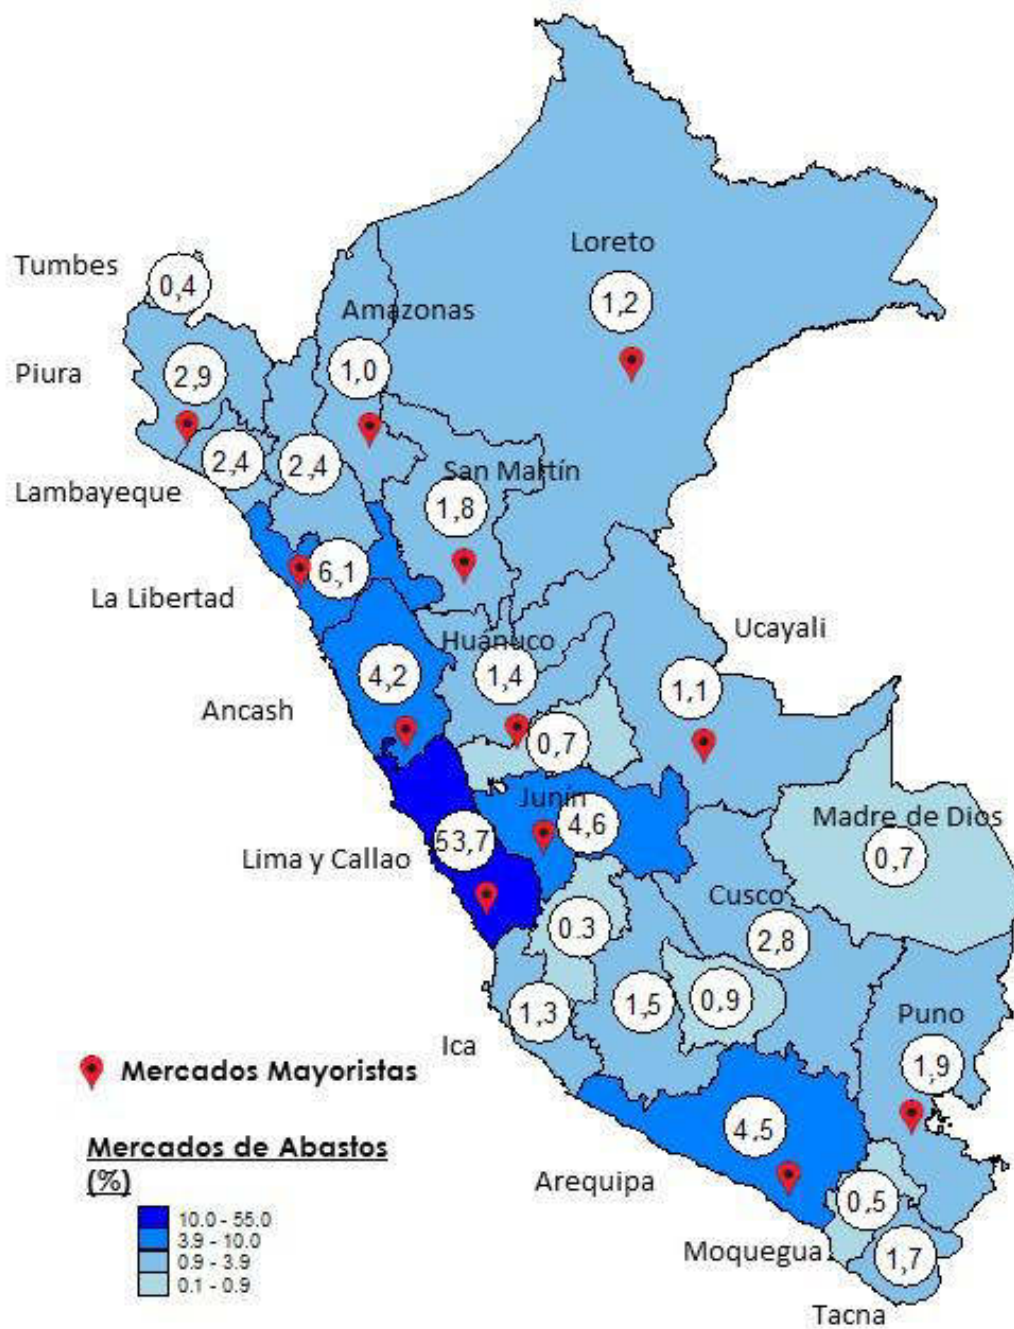 Loreto
1,2
Tumbes
0,4
Amazonas
1,0
Piura
2,9
Lambayeque
2,4
2,4
San Martín
1,8
La Libertad
6,1
Huánuco
1,4
Ucayali
1,1
Ancash
4,2
0,7
Junín
4,6
Madre de Dios
0,7
Lima y Callao
53,7
Cusco
2,8
0.3
1,5
0,9
Ica
1,3
Puno
1,9
Mercados Mayoristas
Arequipa
4,5
Moquegua
0,5
Tacna
1,7
Mercados de Abastos
(%)
10.0 - 55.0
3.9 - 10.0
0.9 - 3.9
0.1 - 0.9